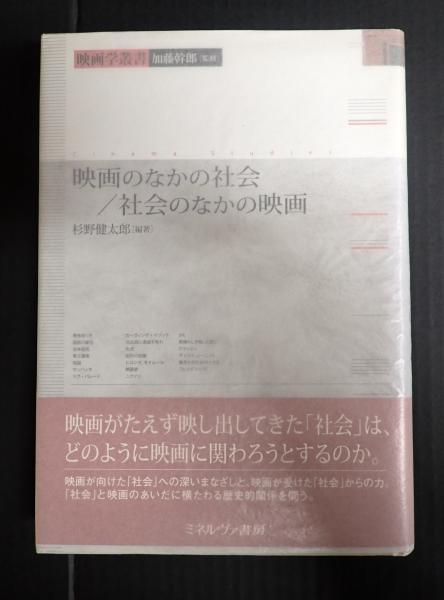 映画学叢書 加藤幹郎[監修]
Cinema Studies
映画のなかの社会
/社会のなかの映画
杉野健太郎[編著]
映画がたえず映し出してきた「社会」は、
どのように映画に関わろうとするのか。
映画が向けた「社会」への深いまなざしと、映画が受けた「社会」からの力。
「社会」と映画のあいだに横たわる歴史的関係を問う。
ミネルヴァ書房